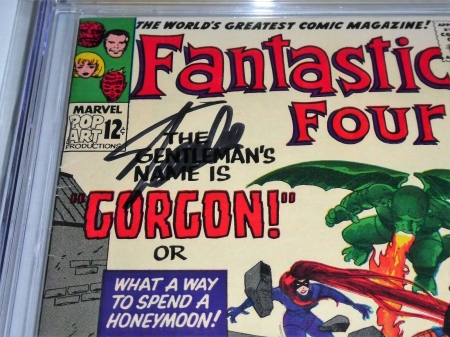 THE WORLD'S GREATEST COMIC MAGAZINE!
Fantastic
FOUR
MARVEL
POP
ART
PRODUCTIONS
12¢
THE
GENTLEMAN'S
NAME IS
"GORGON!"
OR
WHAT A WAY
TO SPEND A
HONEYMOON!